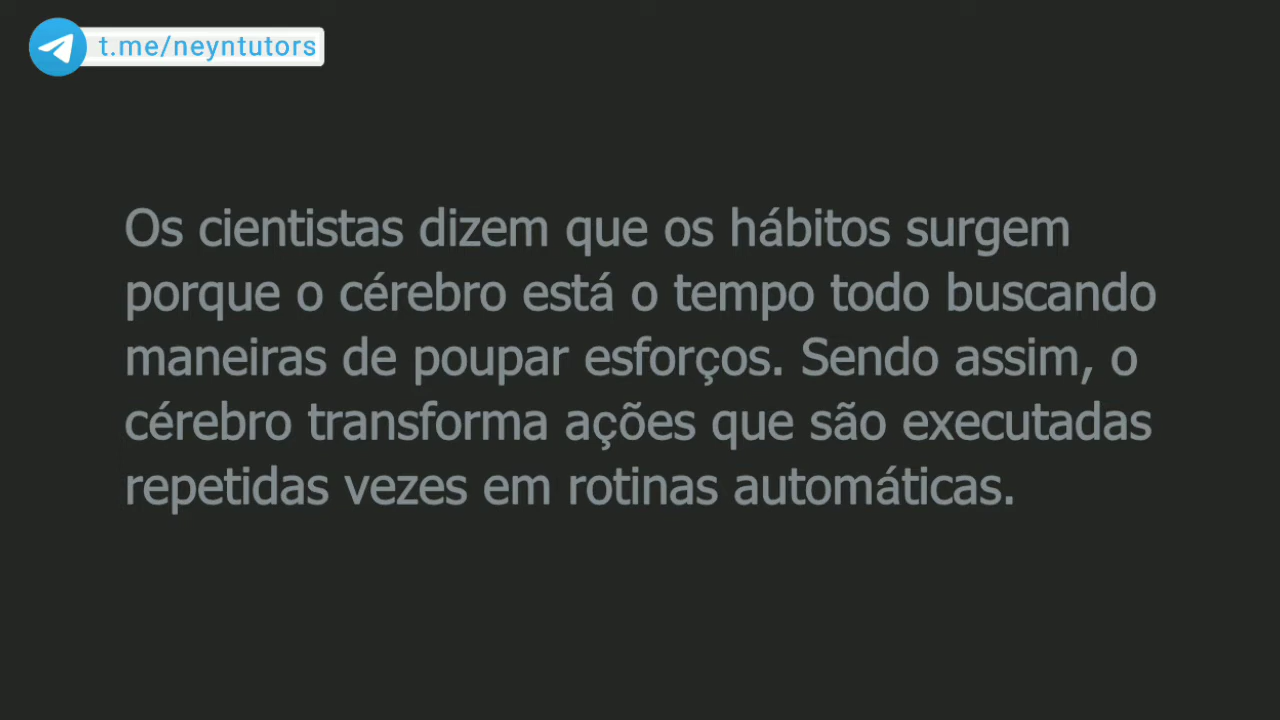 t.me/neyntutors
Os cientistas dizem que os hábitos surgem
porque o cérebro está o tempo todo buscando
maneiras de poupar esforços. Sendo assim, o
cérebro transforma ações que são executadas
repetidas vezes em rotinas automáticas.